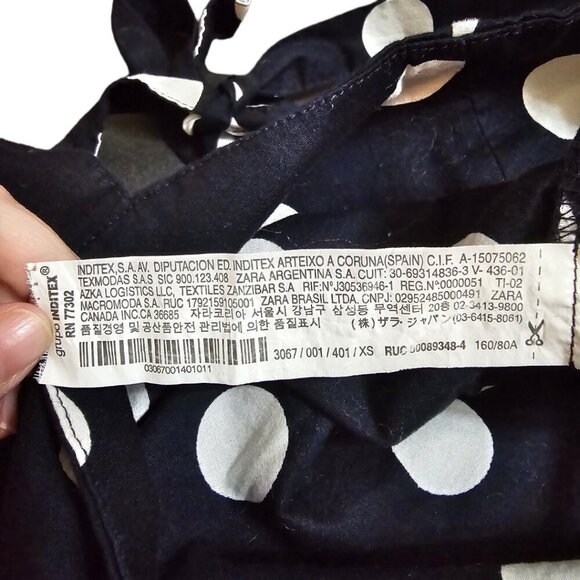 grupo INDITEX®
RN 77302
INDITEX,S.A. AV. DIPUTACION ED. INDITEX ARTEIXO A CORUNA(SPAIN) C.I.F. A-15075062
TEXMODAS S.A.S SIC 900.123.408 ZARA ARGENTINA S.A. CUIT: 30-69314836-3 V-436-01
AZKA LOGISTICS LLC, TEXTILES ZANZIBAR S.A RIF:N°J30536946-1 REG.N°0000051 TI-02
MACROMODA S.A. RUC 1792159105001 ZARA BRASIL LTDA, CNPJ: 02952485000491
CANADA INC.CA 36685 자라코리아 서울시 강남구 삼성동 무역센터 20층 02-3413-9800
품질경영 및 공산품안전 관리법에 의한 품질표시 (株) ザラ・ジャパン (03-6415-8061)
3067 / 001 / 401 / XS RUC 90089348-4 160/80A
03067001401011